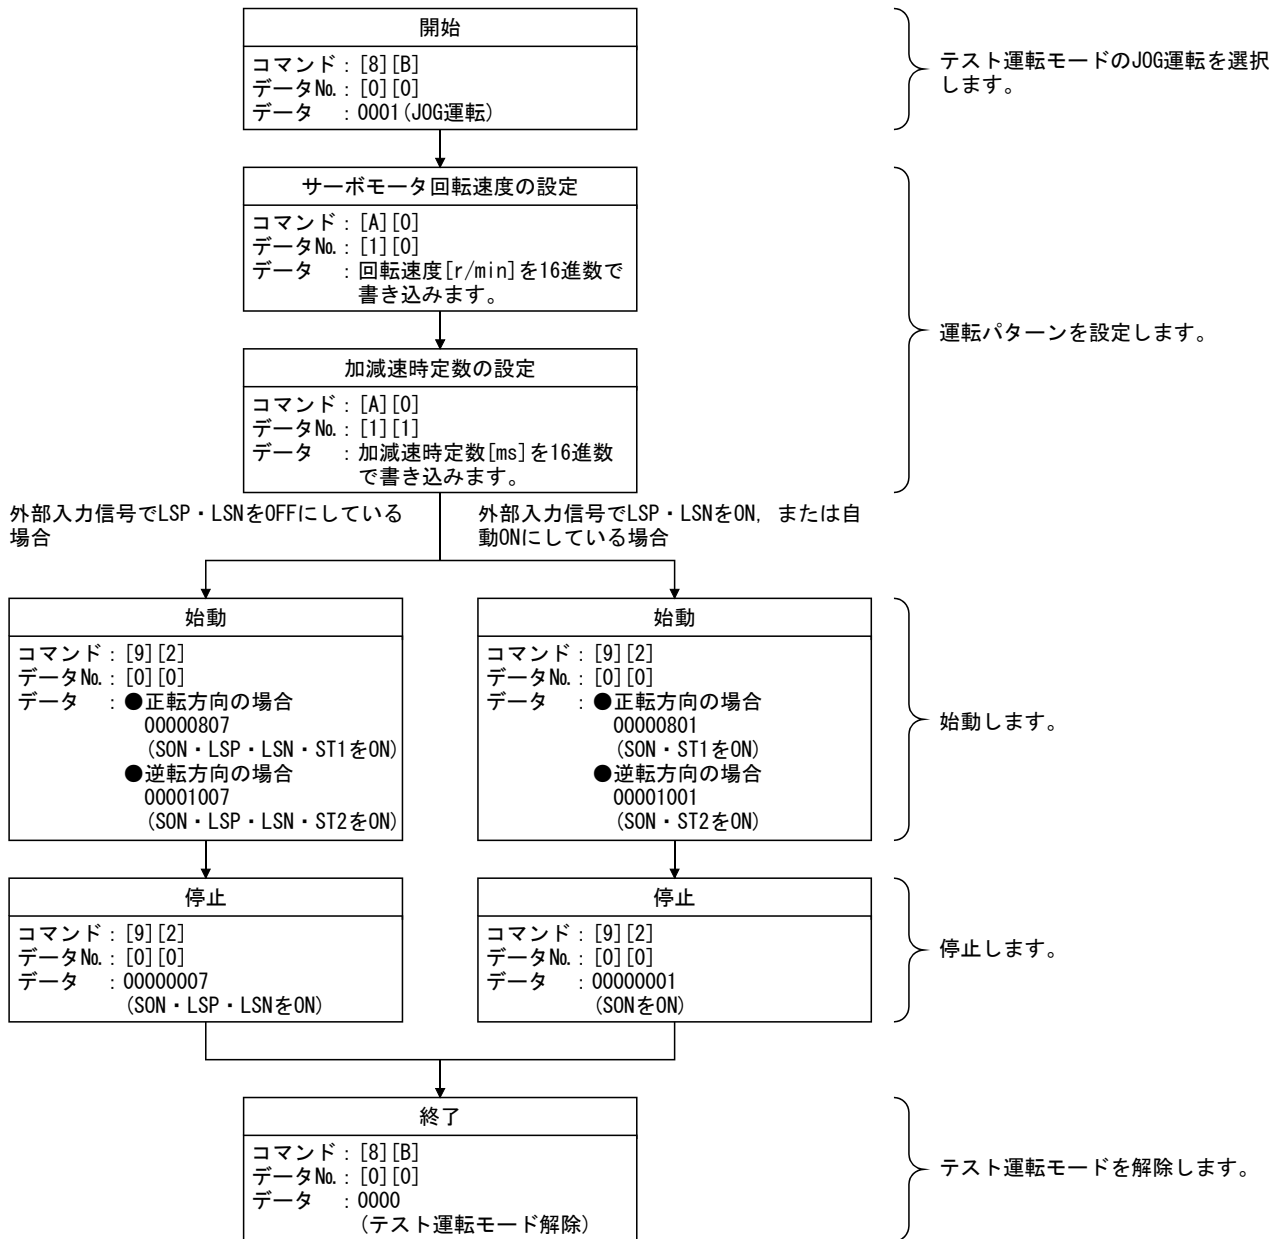 開始
コマンド：[8][B]
データNo.：[0][0]
データ　：0001(JOG運転)
テスト運転モードのJOG運転を選択
します。
サーボモータ回転速度の設定
コマンド：[A][0]
データNo.：[1][0]
データ　：回転速度[r/min]を16進数で
書き込みます。
加減速時定数の設定
コマンド：[A][0]
データNo.：[1][1]
データ　：加減速時定数[ms]を16進数
で書き込みます。
運転パターンを設定します。
外部入力信号でLSP・LSNをOFFにしている
場合
外部入力信号でLSP・LSNをON，または自
動ONにしている場合
始動
コマンド：[9][2]
データNo.：[0][0]
データ　：●正転方向の場合
00000807
(SON・LSP・LSN・ST1をON)
●逆転方向の場合
00001007
(SON・LSP・LSN・ST2をON)
始動
コマンド：[9][2]
データNo.：[0][0]
データ　：●正転方向の場合
00000801
(SON・ST1をON)
●逆転方向の場合
00001001
(SON・ST2をON)
始動します。
停止
コマンド：[9][2]
データNo.：[0][0]
データ　：00000007
(SON・LSP・LSNをON)
停止
コマンド：[9][2]
データNo.：[0][0]
データ　：00000001
(SONをON)
停止します。
終了
コマンド：[8][B]
データNo.：[0][0]
データ　：0000
(テスト運転モード解除)
テスト運転モードを解除します。